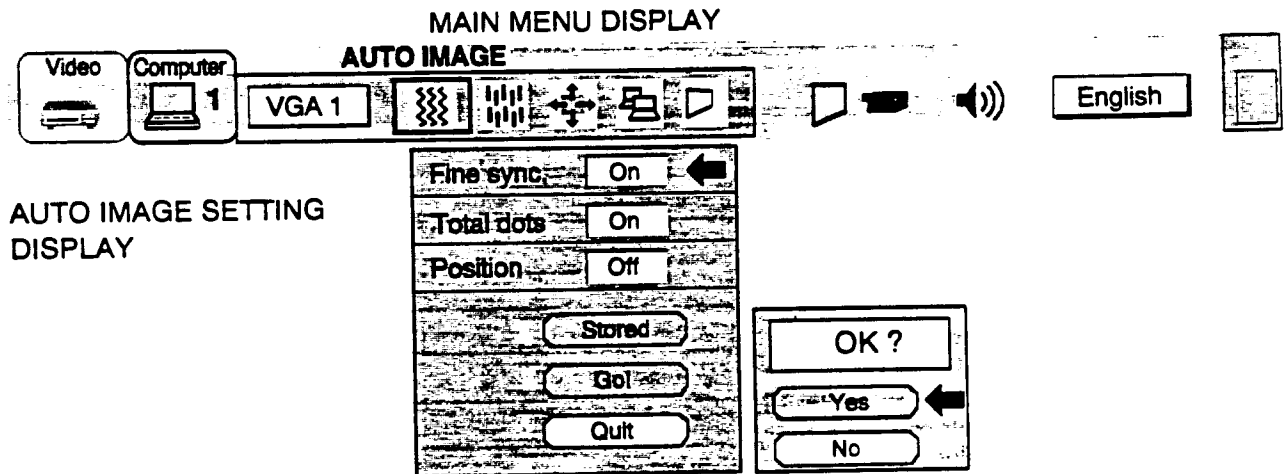 MAIN MENU DISPLAY
AUTO IMAGE
Video
Computer
1
VGA 1
English
AUTO IMAGE SETTING
DISPLAY
Fine sync. On
Total dots On
Position Off
Stored
Go!
Quit
OK ?
Yes
No